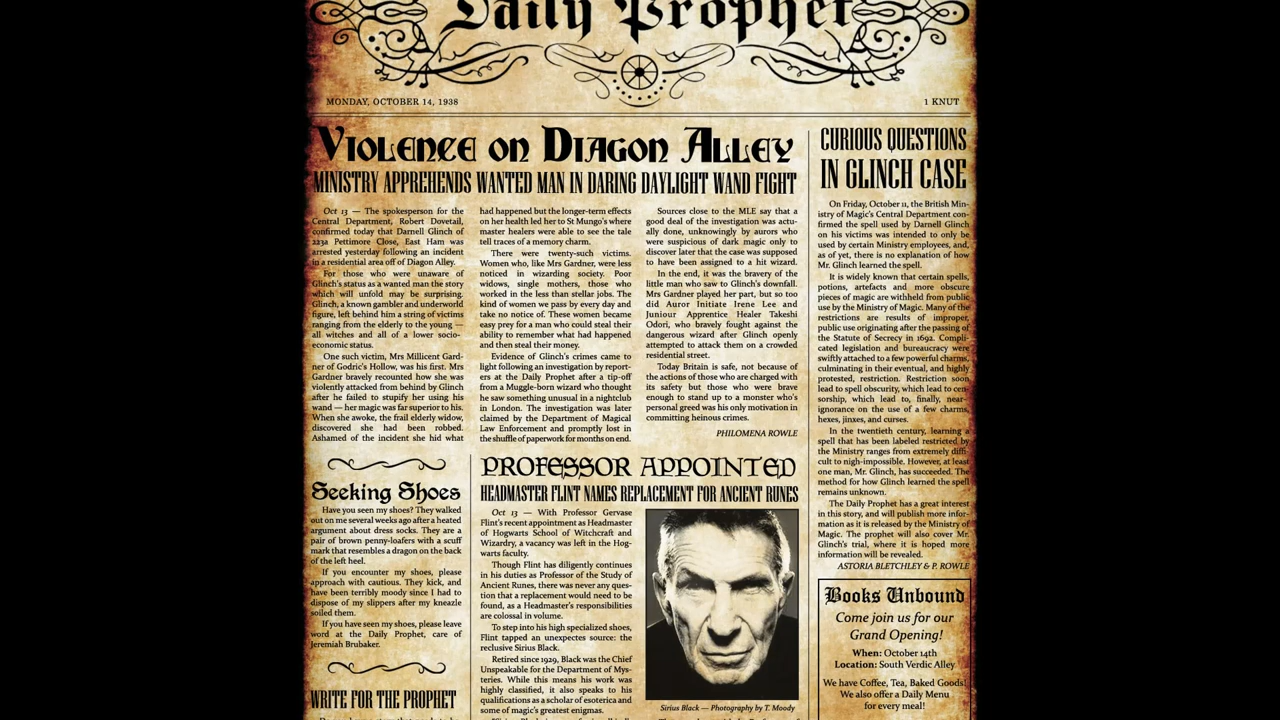 Daily Prophet
MONDAY, OCTOBER 14, 1938
1 KNUT
Violence on Diagon Alley
MINISTRY APPREHENDS WANTED MAN IN DARING DAYLIGHT WAND FIGHT
Oct 13 — The spokesperson for the
Central Department, Robert Dovetail,
confirmed today that Darnell Glinch of
223a Pettimore Close, East Ham was
arrested yesterday following an incident
in a residential area off of Diagon Alley.
For those who were unaware of
Glinch's status as a wanted man the story
which will unfold may be surprising.
Glinch, a known gambler and underworld
figure, left behind him a string of victims
ranging from the elderly to the young —
all witches and all of a lower socio-
economic status.
One such victim, Mrs Millicent Gard-
ner of Godric's Hollow, was his first. Mrs
Gardner bravely recounted how she was
violently attacked from behind by Glinch
after he failed to stupify her using his
wand — her magic was far superior to his.
When she awoke, the frail elderly widow,
discovered she had been robbed.
Ashamed of the incident she hid what
had happened but the longer-term effects
on her health led her to St Mungo's where
master healers were able to see the tale
tell traces of a memory charm.
There were twenty-such victims.
Women who, like Mrs Gardner, were less
noticed in wizarding society. Poor
widows, single mothers, those who
worked in the less than stellar jobs. The
kind of women we pass by every day and
take no notice of. These women became
easy prey for a man who could steal their
ability to remember what had happened
and then steal their money.
Evidence of Glinch's crimes came to
light following an investigation by report-
ers at the Daily Prophet after a tip-off
from a Muggle-born wizard who thought
he saw something unusual in a nightclub
in London. The investigation was later
claimed by the Department of Magical
Law Enforcement and promptly lost in
the shuffle of paperwork for months on end.
Sources close to the MLE say that a
good deal of the investigation was actu-
ally done, unknowingly by aurors who
were suspicious of dark magic only to
discover later that the case was supposed
to have been assigned to a hit wizard.
In the end, it was the bravery of the
little man who saw to Glinch's downfall.
Mrs Gardner played her part, but so too
did Auror Initiate Irene Lee and
Juniour Apprentice Healer Takeshi
Odori, who bravely fought against the
dangerous wizard after Glinch openly
attempted to attack them on a crowded
residential street.
Today Britain is safe, not because of
the actions of those who are charged with
its safety but those who were brave
enough to stand up to a monster who's
personal greed was his only motivation in
committing heinous crimes.
PHILOMENA ROWLE
CURIOUS QUESTIONS
IN GLINCH CASE
On Friday, October 11, the British Min-
istry of Magic's Central Department con-
firmed the spell used by Darnell Glinch
on his victims was intended to only be
used by certain Ministry employees, and,
as of yet, there is no explanation of how
Mr. Glinch learned the spell.
It is widely known that certain spells,
potions, artefacts and more obscure
pieces of magic are withheld from public
use by the Ministry of Magic. Many of the
restrictions are results of improper,
public use originating after the passing of
the Statute of Secrecy in 1692. Compli-
cated legislation and bureaucracy were
swiftly attached to a few powerful charms,
culminating in their eventual, and highly
protested, restriction. Restriction soon
lead to spell obscurity, which lead to cen-
sorship, which lead to, finally, near-
ignorance on the use of a few charms,
hexes, jinxes, and curses.
In the twentieth century, learning a
spell that has been labeled restricted by
the Ministry ranges from extremely diffi-
cult to nigh-impossible. However, at least
one man, Mr. Glinch, has succeeded. The
method for how Glinch learned the spell
remains unknown.
The Daily Prophet has a great interest
in this story, and will publish more infor-
mation as it is released by the Ministry of
Magic. The prophet will also cover Mr.
Glinch's trial, where it is hoped more
information will be revealed.
ASTORIA BLETCHLEY & P. ROWLE
Seeking Shoes
Have you seen my shoes? They walked
out on me several weeks ago after a heated
argument about dress socks. They are a
pair of brown penny-loafers with a scuff
mark that resembles a dragon on the back
of the left heel.
If you encounter my shoes, please
approach with cautious. They kick, and
have been terribly moody since I had to
dispose of my slippers after my kneazle
soiled them.
If you have seen my shoes, please leave
word at the Daily Prophet, care of
Jeremiah Brubaker.
WRITE FOR THE PROPHET
PROFESSOR APPOINTED
HEADMASTER FLINT NAMES REPLACEMENT FOR ANCIENT RUNES
Oct 13 — With Professor Gervase
Flint's recent appointment as Headmaster
of Hogwarts School of Witchcraft and
Wizardry, a vacancy was left in the Hog-
warts faculty.
Though Flint has diligently continues
in his duties as Professor of the Study of
Ancient Runes, there was never any ques-
tion that a replacement would need to be
found, as a Headmaster's responsibilities
are colossal in volume.
To step into his high specialized shoes,
Flint tapped an unexpectes source: the
reclusive Sirius Black.
Retired since 1929, Black was the Chief
Unspeakable for the Department of Mys-
teries. While this means his work was
highly classified, it also speaks to his
qualifications as a scholar of esoterica and
some of magic's greatest enigmas.
Sirius Black — Photography by T. Moody
Books Unbound
Come join us for our
Grand Opening!
When: October 14th
Location: South Verdic Alley
We have Coffee, Tea, Baked Goods!
We also offer a Daily Menu
for every meal!